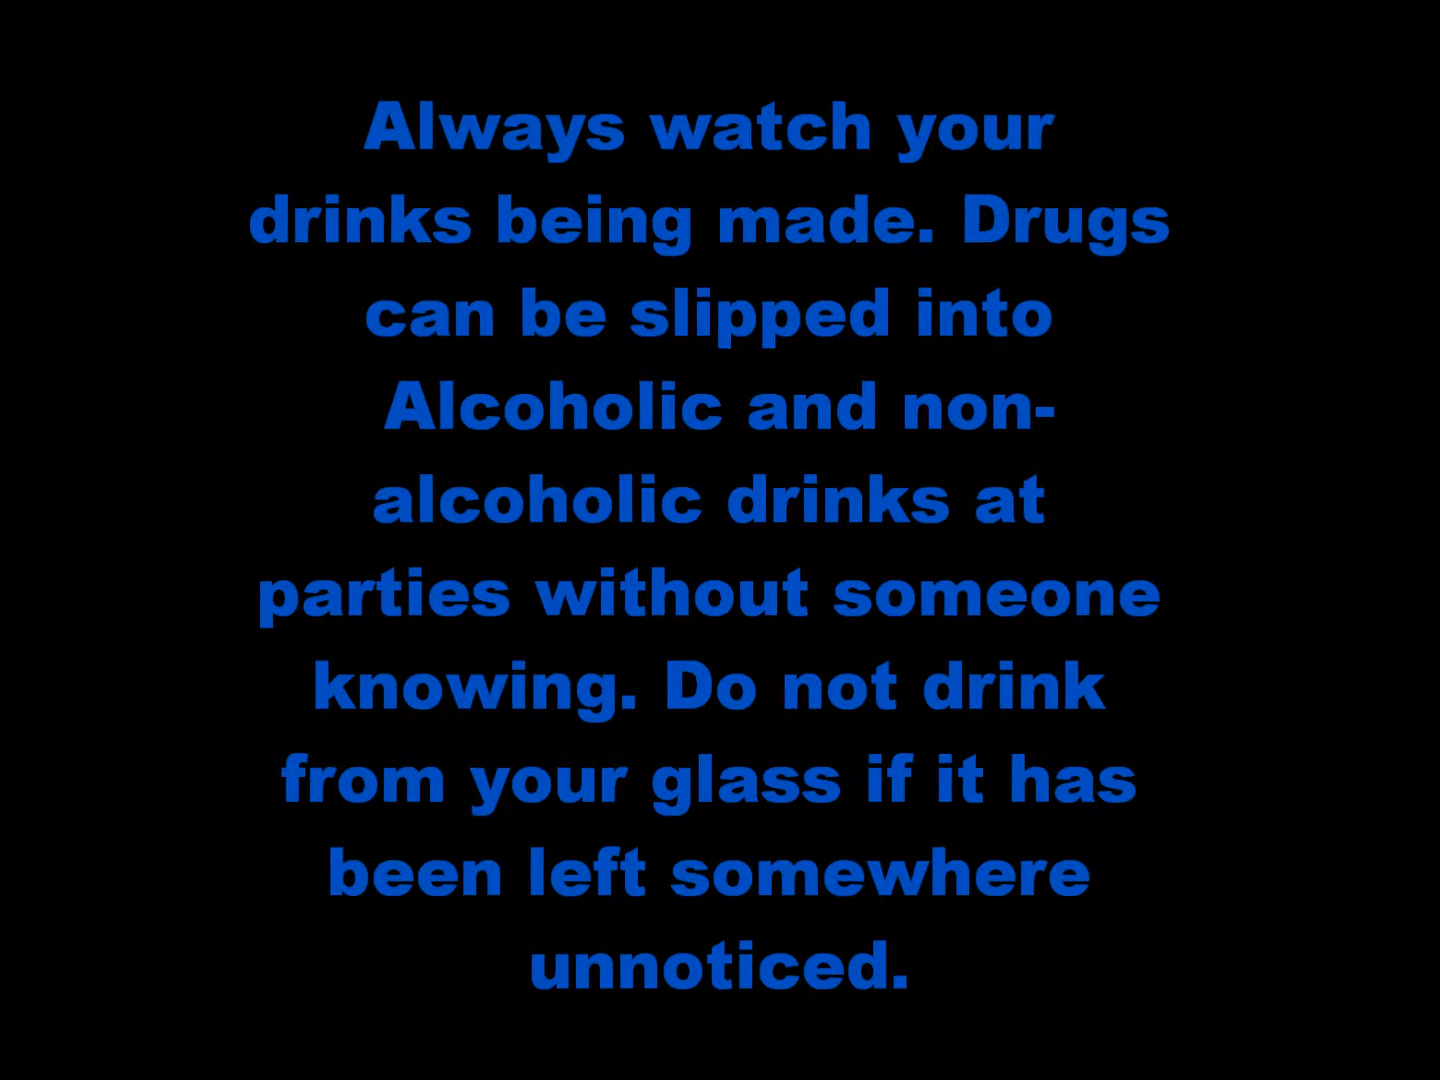 Always watch your
drinks being made. Drugs
can be slipped into
Alcoholic and non-
alcoholic drinks at
parties without someone
knowing. Do not drink
from your glass if it has
been left somewhere
unnoticed.